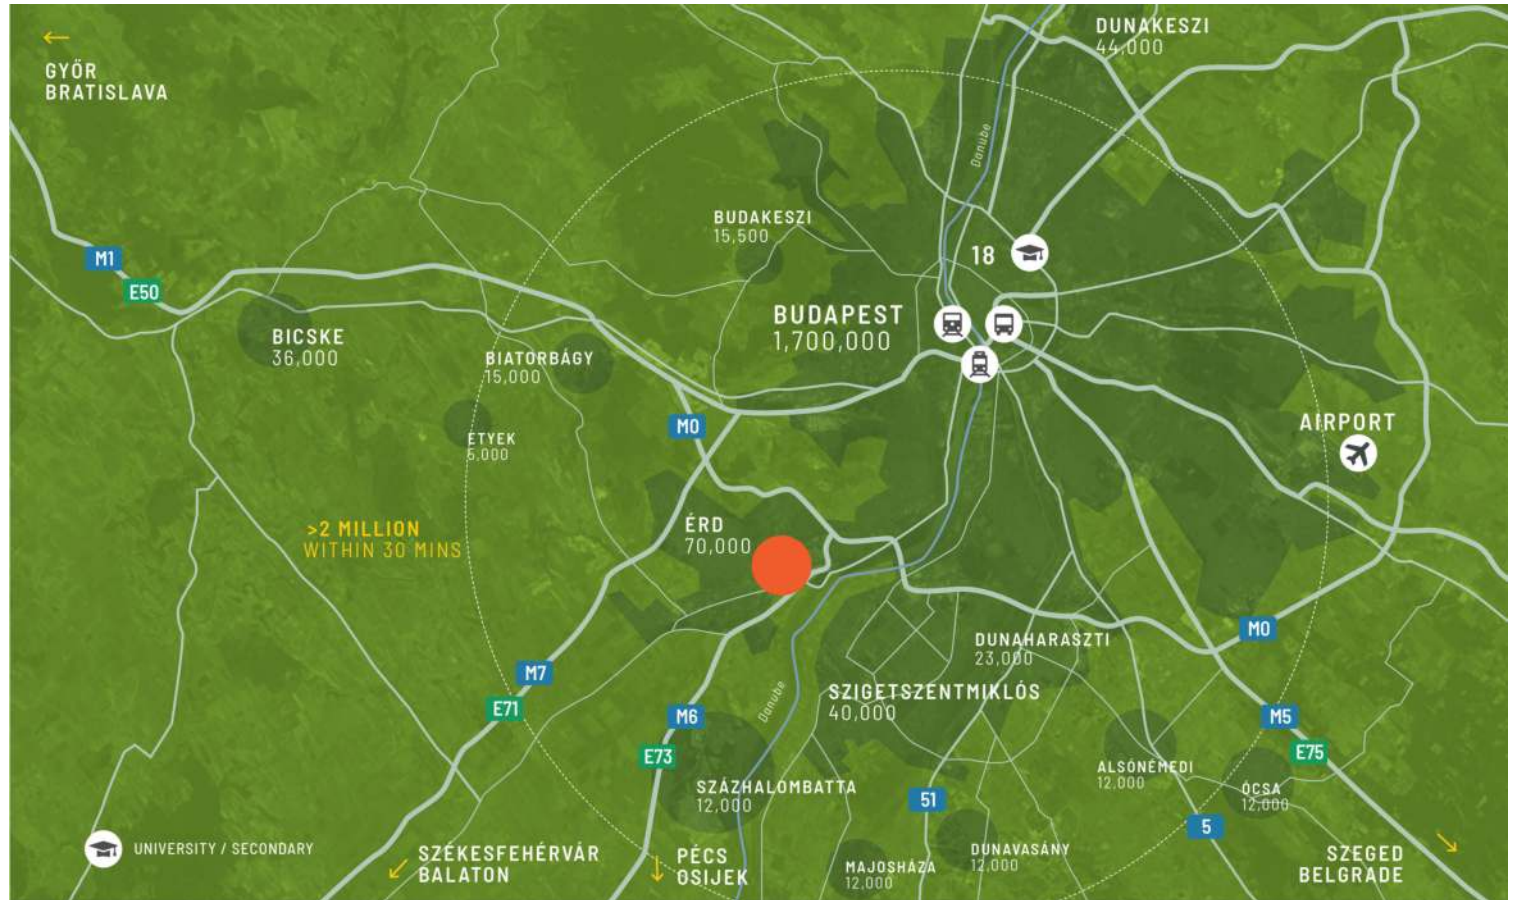 GYŐR
BRATISLAVA
DUNAKESZI
44,000
Danube
BUDAKESZI
15,500
18
M1
E50
BUDAPEST
1,700,000
BICSKE
36,000
BIATORBÁGY
15,000
M0
AIRPORT
ETYEK
5,000
>2 MILLION
WITHIN 30 MINS
ÉRD
70,000
M0
DUNAHARASZTI
23,000
M7
E71
SZIGETSZENTMIKLÓS
40,000
Danube
M6
E73
M5
E75
ALSÓNÉMEDI
12,000
ÓCSA
12,000
SZÁZHALOMBATTA
12,000
51
5
UNIVERSITY / SECONDARY
SZÉKESFEHÉRVÁR
BALATON
PÉCS
OSIJEK
MAJOSHÁZA
12,000
DUNAVASÁNY
12,000
SZEGED
BELGRADE